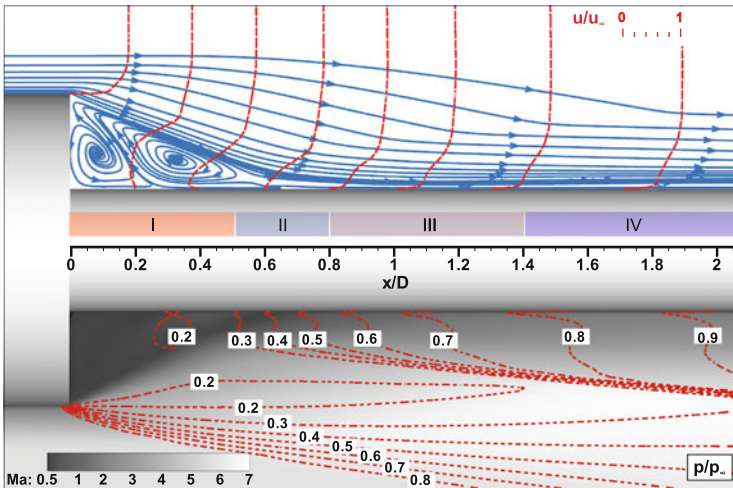 u/u∞ 0 1
I II III IV
0 0.2 0.4 0.6 0.8 1 1.2 1.4 1.6 1.8 2
x/D
0.2 0.3 0.4 0.5 0.6 0.7 0.8 0.9
0.2
0.2
0.3
0.4
0.5
0.6
0.7
0.8
p/p∞
Ma: 0.5 1 2 3 4 5 6 7